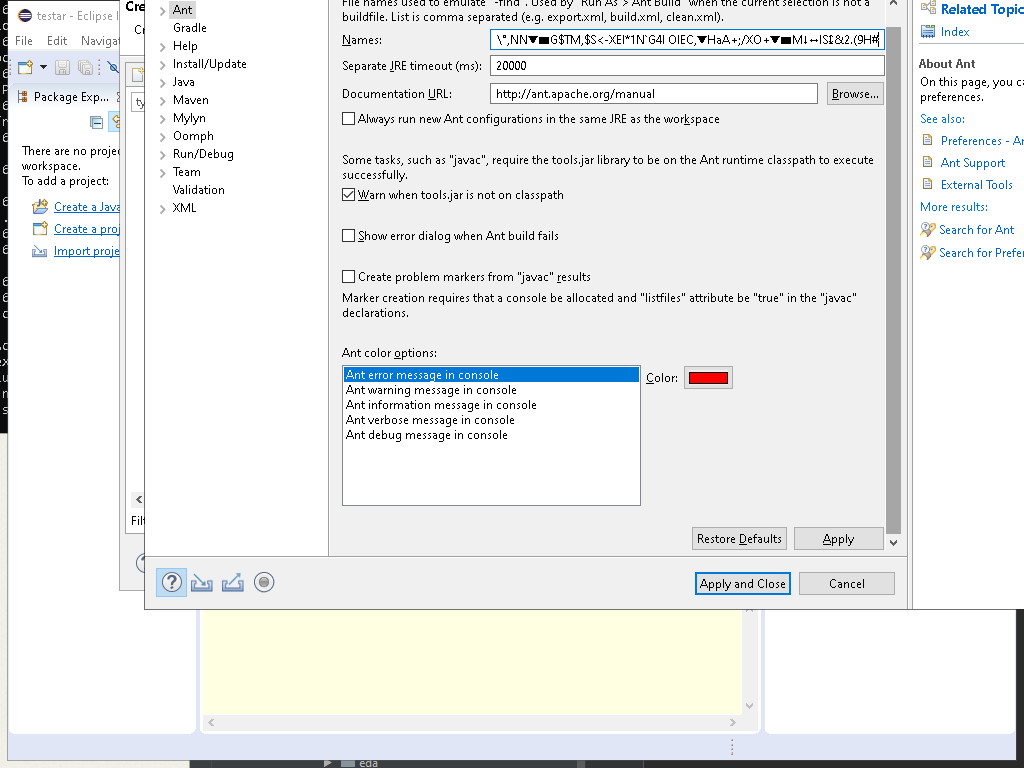 testar - Eclipse I
File Edit Navigat
Package Exp...
There are no projec
workspace.
To add a project:
Create a Java
Create a proj
Import proje
Cre
Cr
ty
Filt
Ant
Gradle
Help
Install/Update
Java
Maven
Mylyn
Oomph
Run/Debug
Team
Validation
XML
File names used to emulate "-find". Used by "Run As > Ant Build" when the current selection is not a
buildfile. List is comma separated (e.g. export.xml, build.xml, clean.xml).
Names:
Separate JRE timeout (ms): 20000
Documentation URL: http://ant.apache.org/manual Browse...
Always run new Ant configurations in the same JRE as the workspace
Some tasks, such as "javac", require the tools.jar library to be on the Ant runtime classpath to execute
successfully.
Warn when tools.jar is not on classpath
Show error dialog when Ant build fails
Create problem markers from "javac" results
Marker creation requires that a console be allocated and "listfiles" attribute be "true" in the "javac"
declarations.
Ant color options:
Ant error message in console
Ant warning message in console
Ant information message in console
Ant verbose message in console
Ant debug message in console
Color:
Restore Defaults Apply
Apply and Close Cancel
Related Topic
Index
About Ant
On this page, you ca
preferences.
See also:
Preferences - An
Ant Support
External Tools
More results:
Search for Ant
Search for Prefer
eda